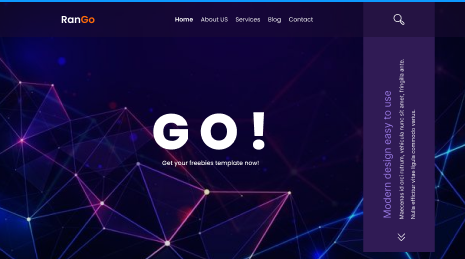 RanGo
Home About US Services Blog Contact
GO!
Get your freebies template now!
Modern design easy to use
Maecenas id orci rutrum, vehicula nunc sit amet, fringilla ante.
Nulla efficitur vitae ligula commodo varius.